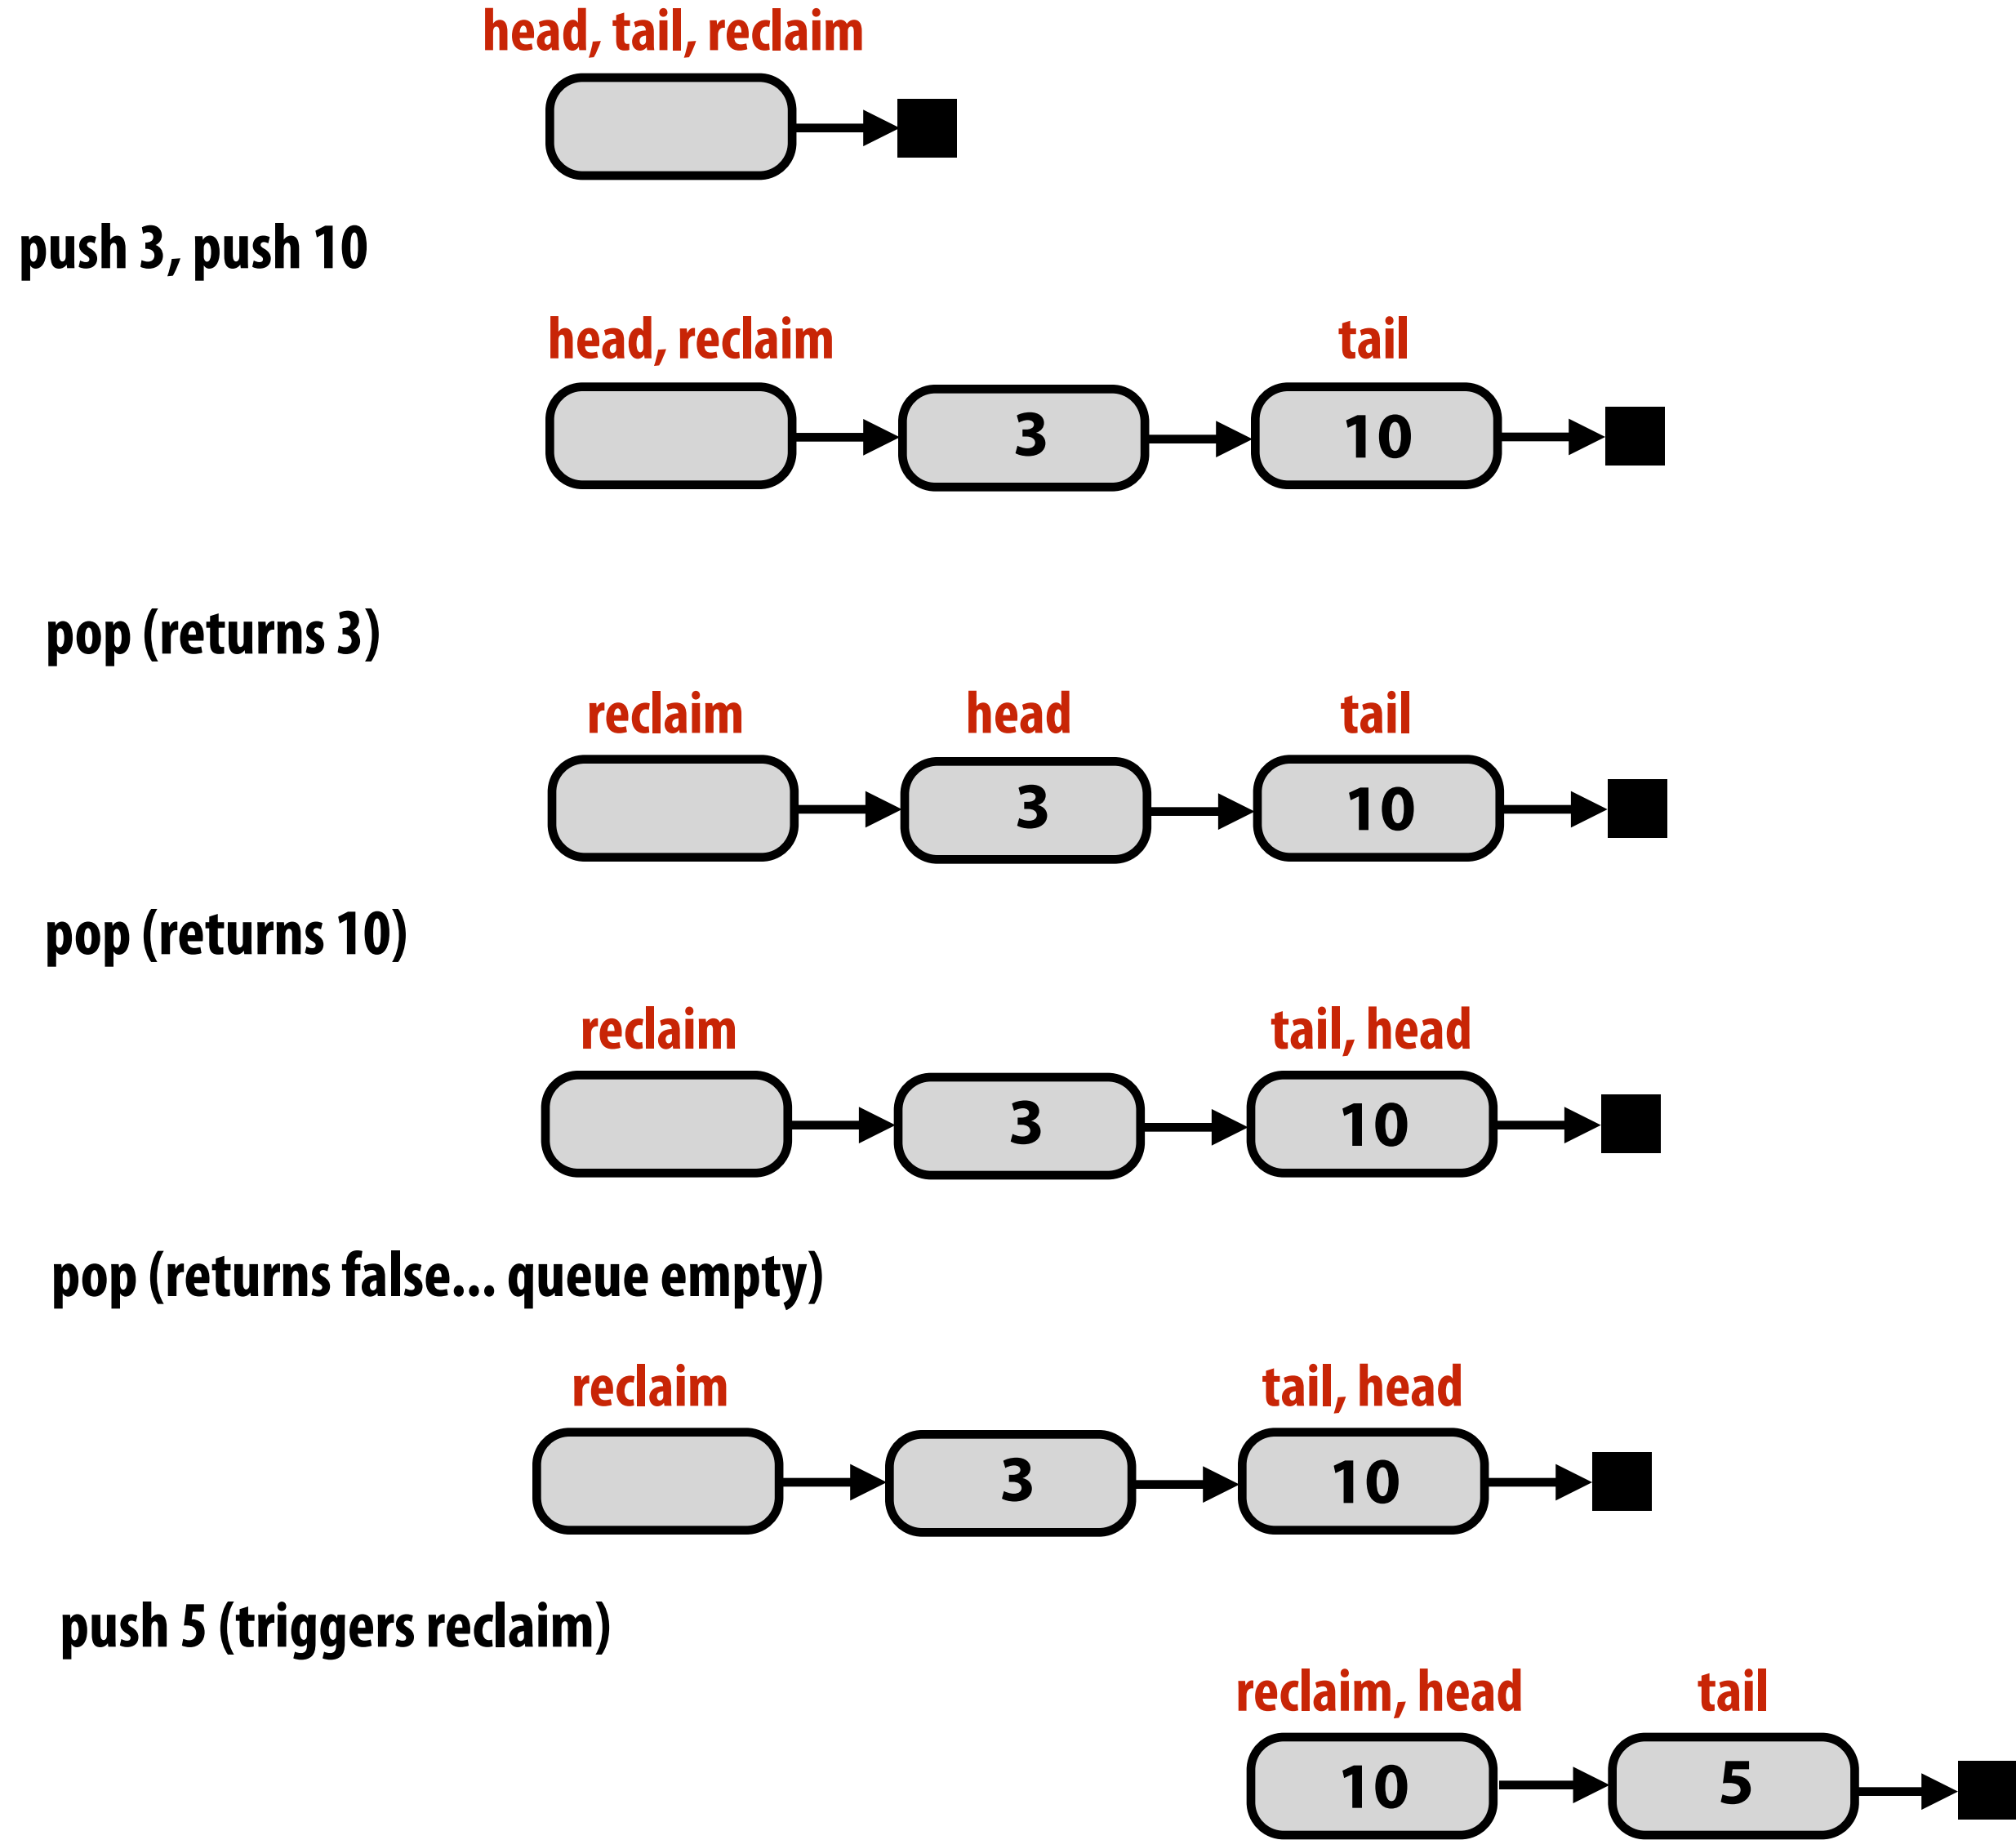 head, tail, reclaim
push 3, push 10
head, reclaim tail
3 10
pop (returns 3)
reclaim head tail
3 10
pop (returns 10)
reclaim tail, head
3 10
pop (returns false... queue empty)
reclaim tail, head
3 10
push 5 (triggers reclaim)
reclaim, head tail
10 5